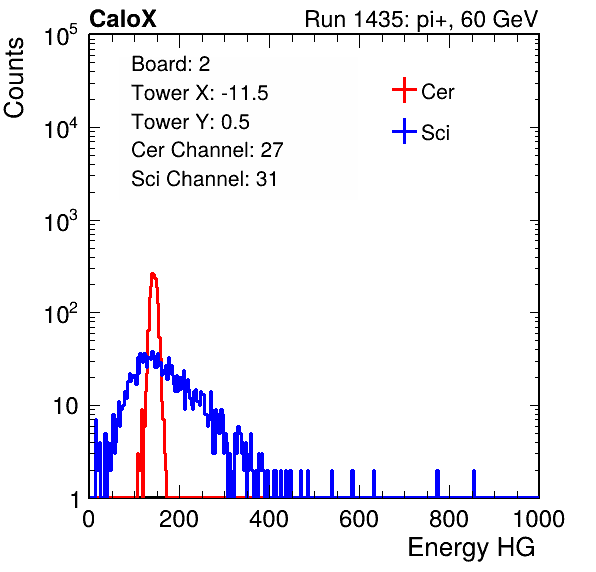 CaloX
Run 1435: pi+, 60 GeV
Counts
10^5
10^4
10^3
10^2
10
1
Board: 2
Tower X: -11.5
Tower Y: 0.5
Cer Channel: 27
Sci Channel: 31
Cer
Sci
0 200 400 600 800 1000
Energy HG